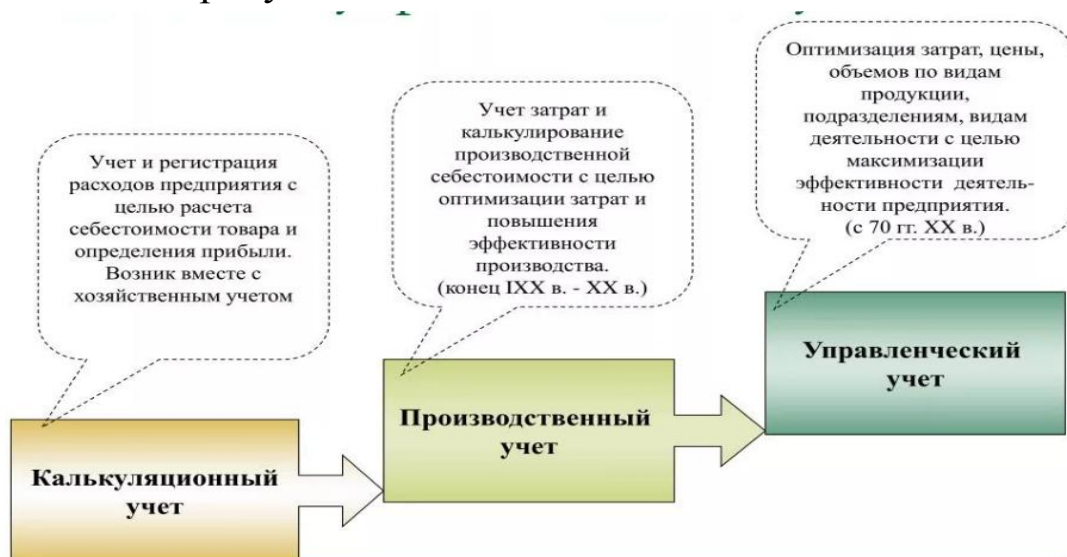 Учет и регистрация
расходов предприятия с
целью расчета
себестоимости товара и
определения прибыли.
Возник вместе с
хозяйственным учетом
Калькуляционный
учет
Учет затрат и
калькулирование
производственной
себестоимости с целью
оптимизации затрат и
повышения
эффективности
производства.
(конец IXX в. - XX в.)
Производственный
учет
Оптимизация затрат, цены,
объемов по видам
продукции,
подразделениям, видам
деятельности с целью
максимизации
эффективности деятель-
ности предприятия.
(с 70 гг. XX в.)
Управленческий
учет